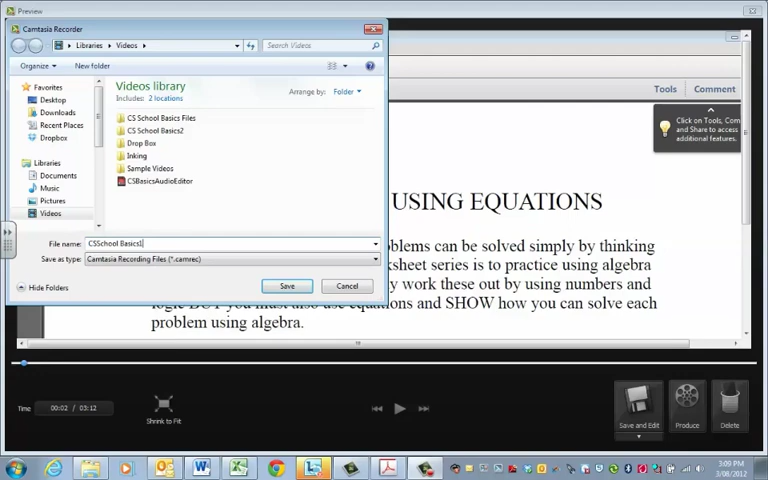 Preview
Camtasia Recorder
Libraries
Videos
Search Videos
Organize
New folder
Favorites
Desktop
Downloads
Recent Places
Dropbox
Libraries
Documents
Music
Pictures
Videos
Videos library
Includes: 2 locations
Arrange by: Folder
CS School Basics Files
CS School Basics2
Drop Box
Inking
Sample Videos
CSBasicsAudioEditor
File name: CSSchool Basics1
Save as type: Camtasia Recording Files (*.camrec)
Hide Folders
Save
Cancel
Tools
Comment
Click on Tools, Com
and Share to access
additional features.
USING EQUATIONS
blems can be solved simply by thinking
ksheet series is to practice using algebra
y work these out by using numbers and
logic BUT you must also use equations and SHOW how you can solve each
problem using algebra.
Time
00:02 / 03:12
Shrink to Fit
Save and Edit
Produce
Delete
3:09 PM
3/08/2012